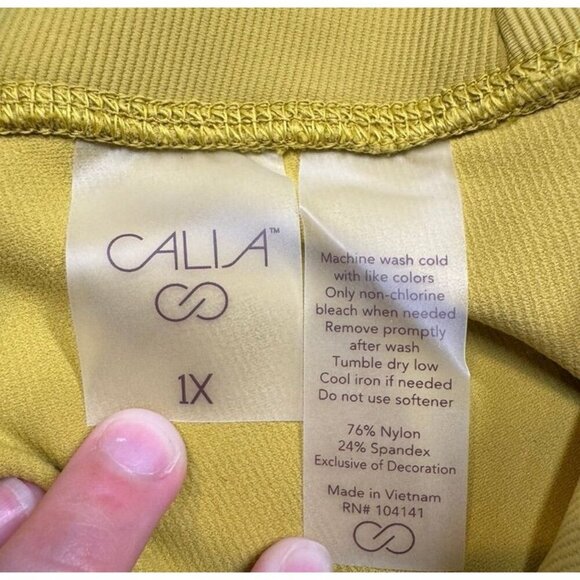 CALIA™
1X
Machine wash cold
with like colors
Only non-chlorine
bleach when needed
Remove promptly
after wash
Tumble dry low
Cool iron if needed
Do not use softener
76% Nylon
24% Spandex
Exclusive of Decoration
Made in Vietnam
RN# 104141